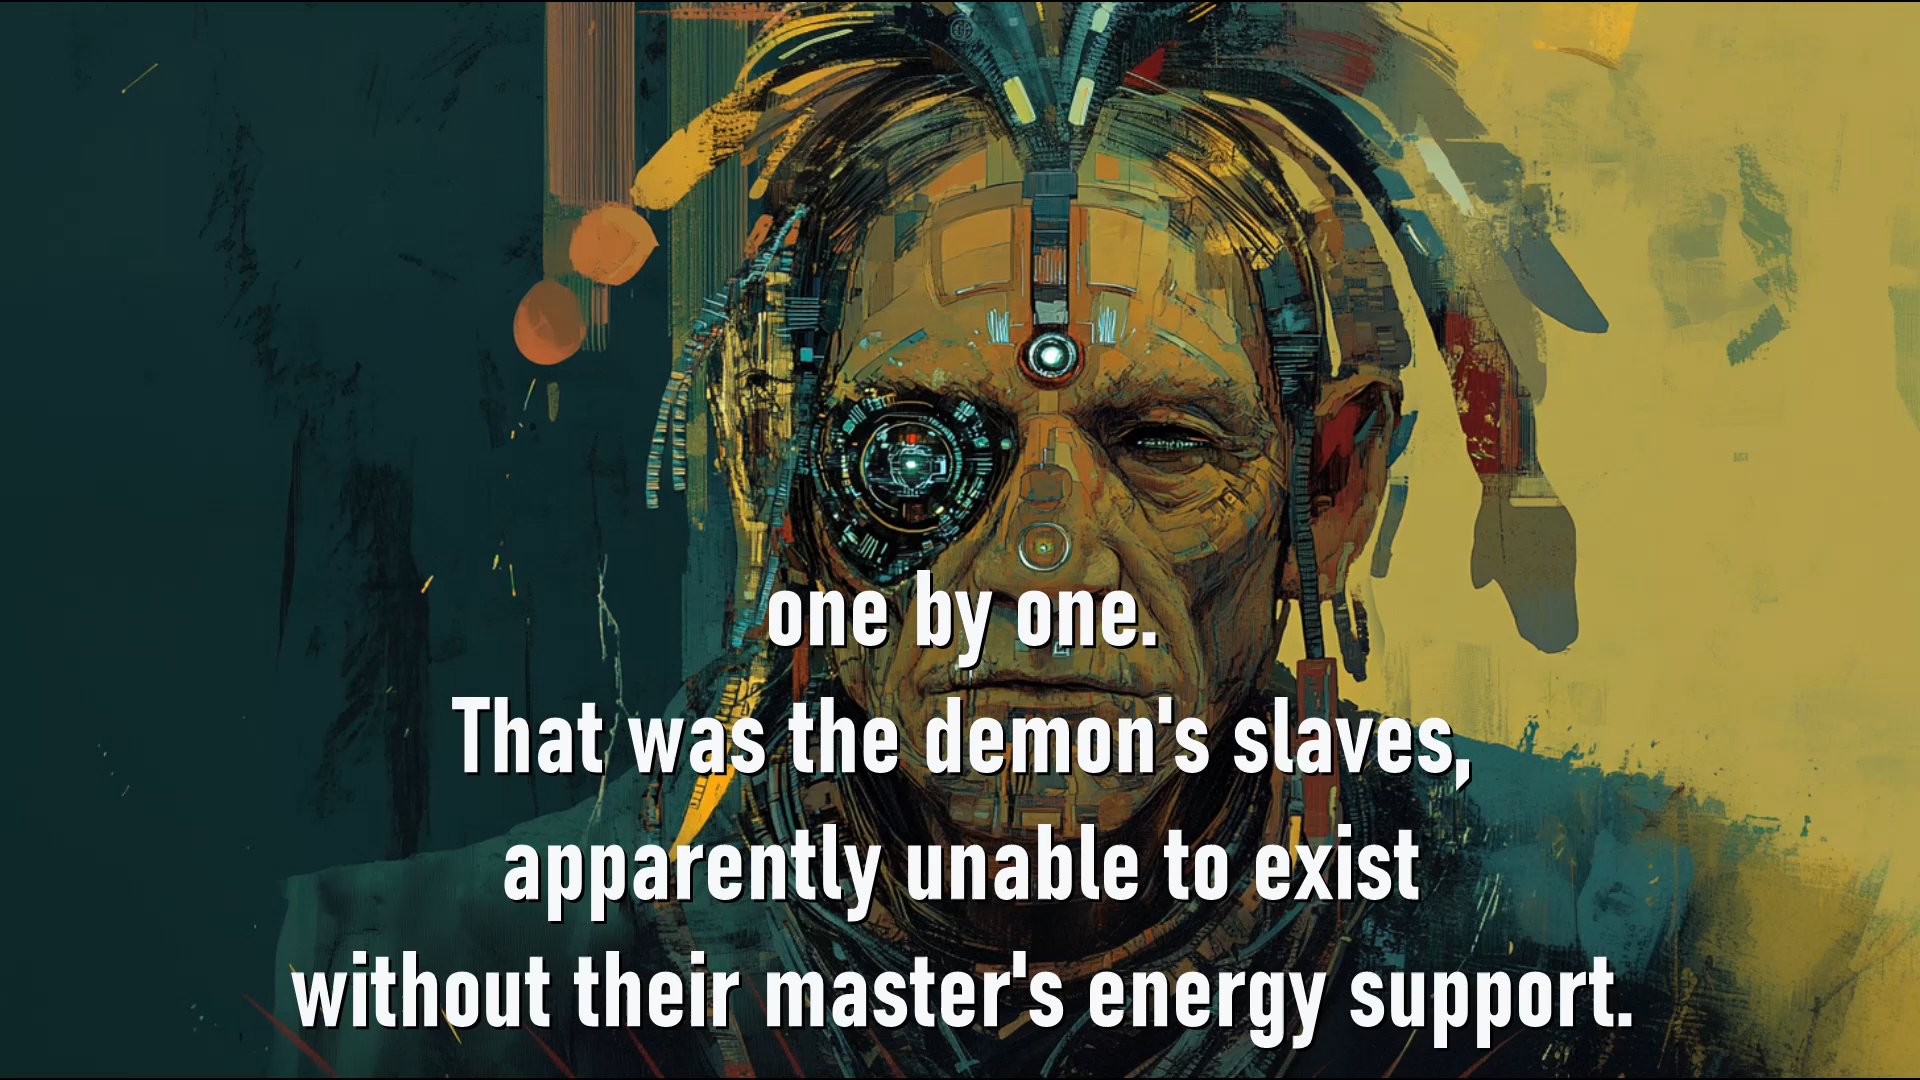 one by one.
That was the demon's slaves,
apparently unable to exist
without their master's energy support.